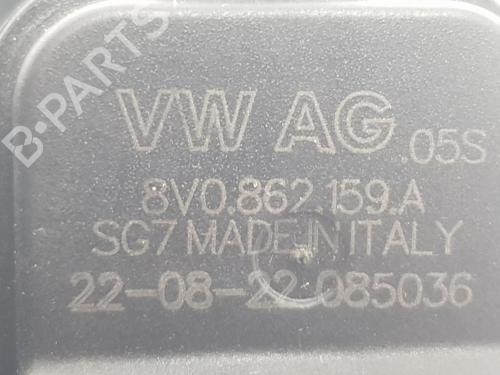 B-PARTS
VW AG .05S
8V0.862.159.A
SG7 MADE IN ITALY
22-08-22 085036